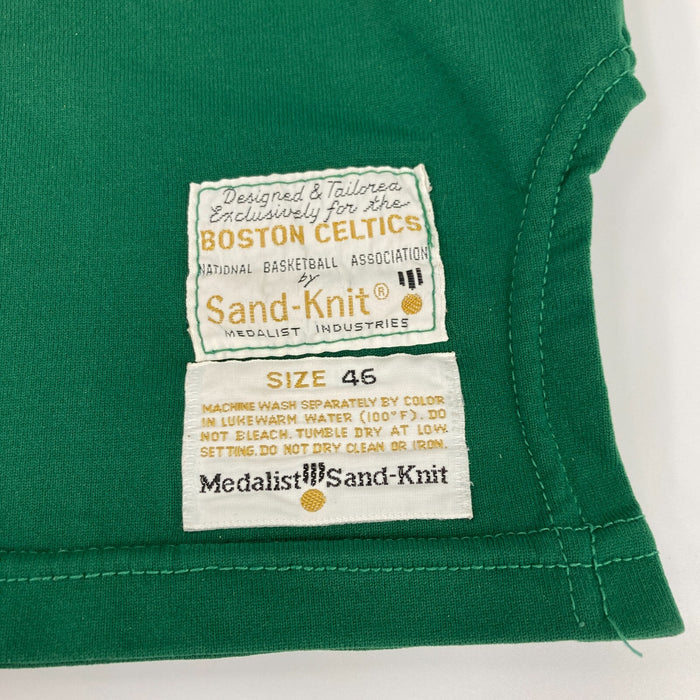 Designed & Tailored
Exclusively for the
BOSTON CELTICS
NATIONAL BASKETBALL ASSOCIATION
by
Sand-Knit®
MEDALIST INDUSTRIES
SIZE 46
MACHINE WASH SEPARATELY BY COLOR
IN LUKEWARM WATER (100°F). DO
NOT BLEACH. TUMBLE DRY AT LOW
SETTING. DO NOT DRY CLEAN OR IRON.
Medalist Sand-Knit